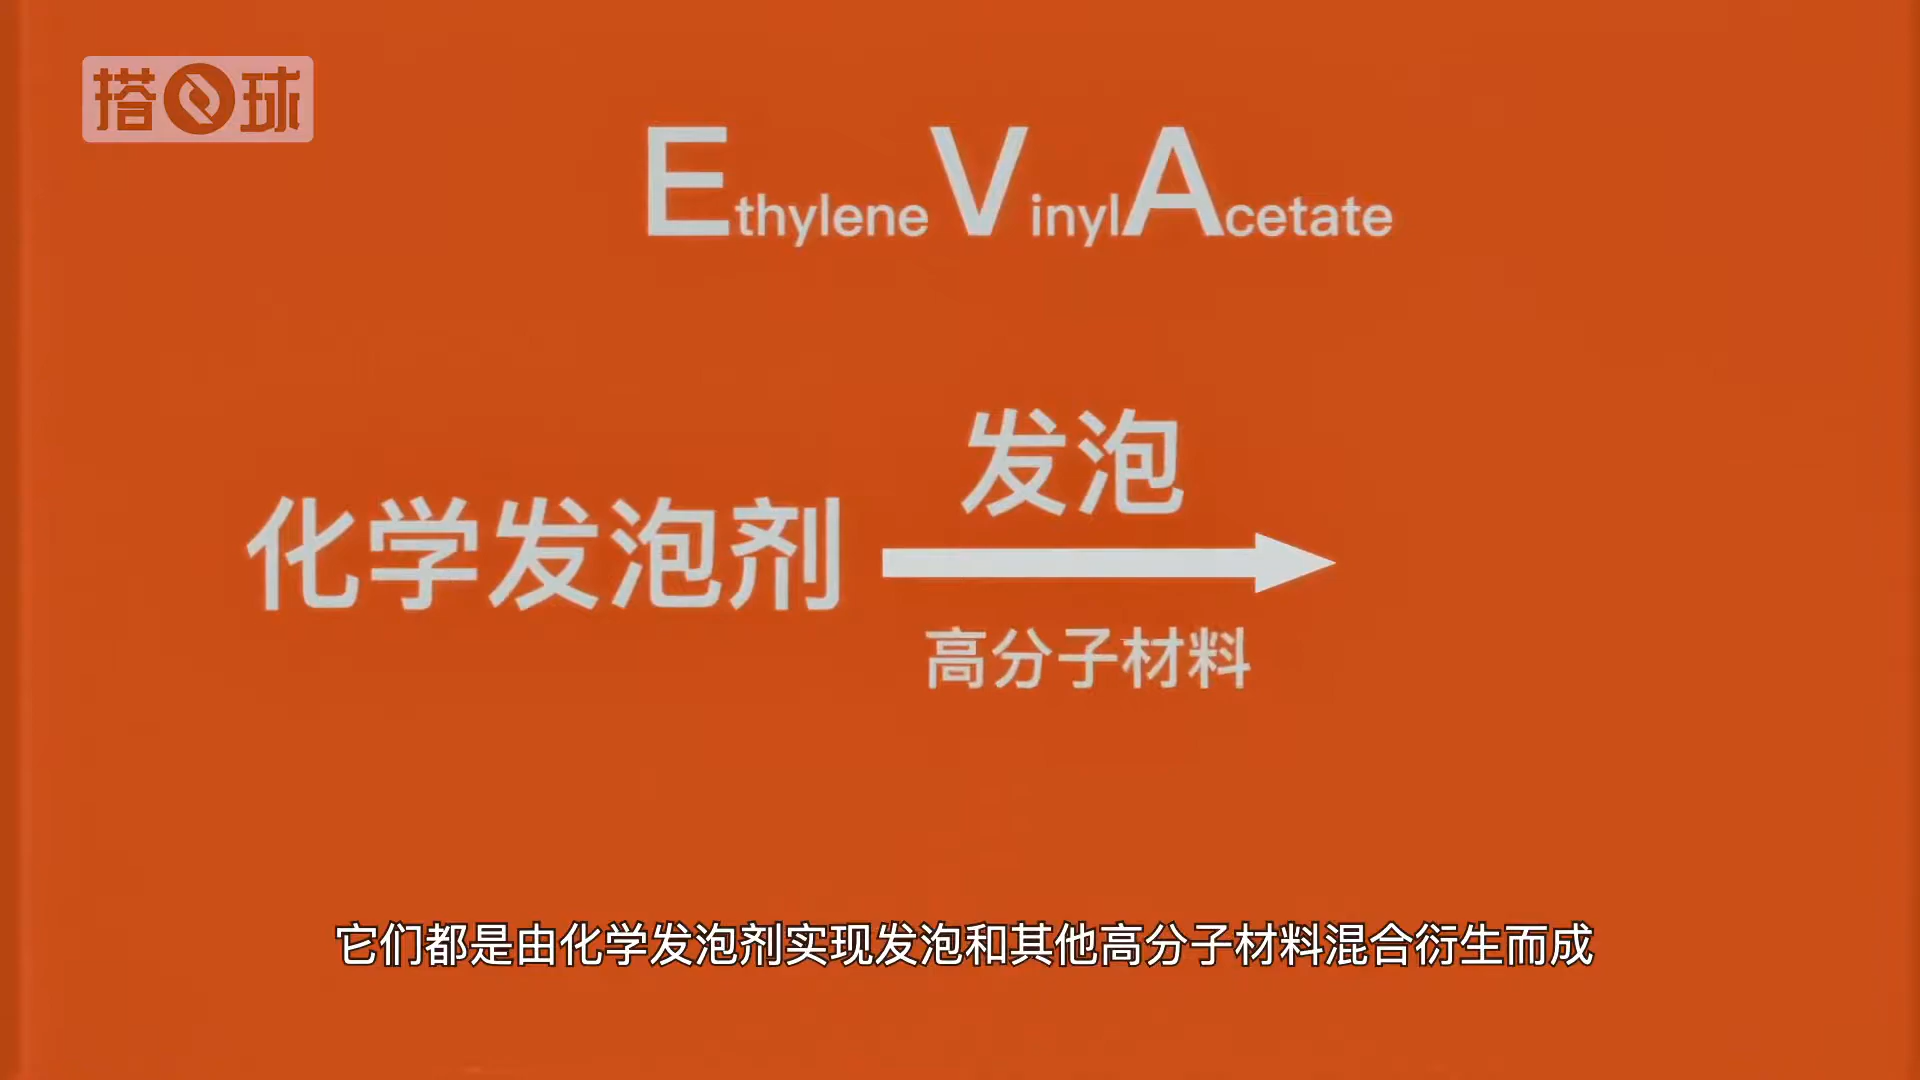 搭球
Ethylene Vinyl Acetate
发泡
化学发泡剂
高分子材料
它们都是由化学发泡剂实现发泡和其他高分子材料混合衍生而成